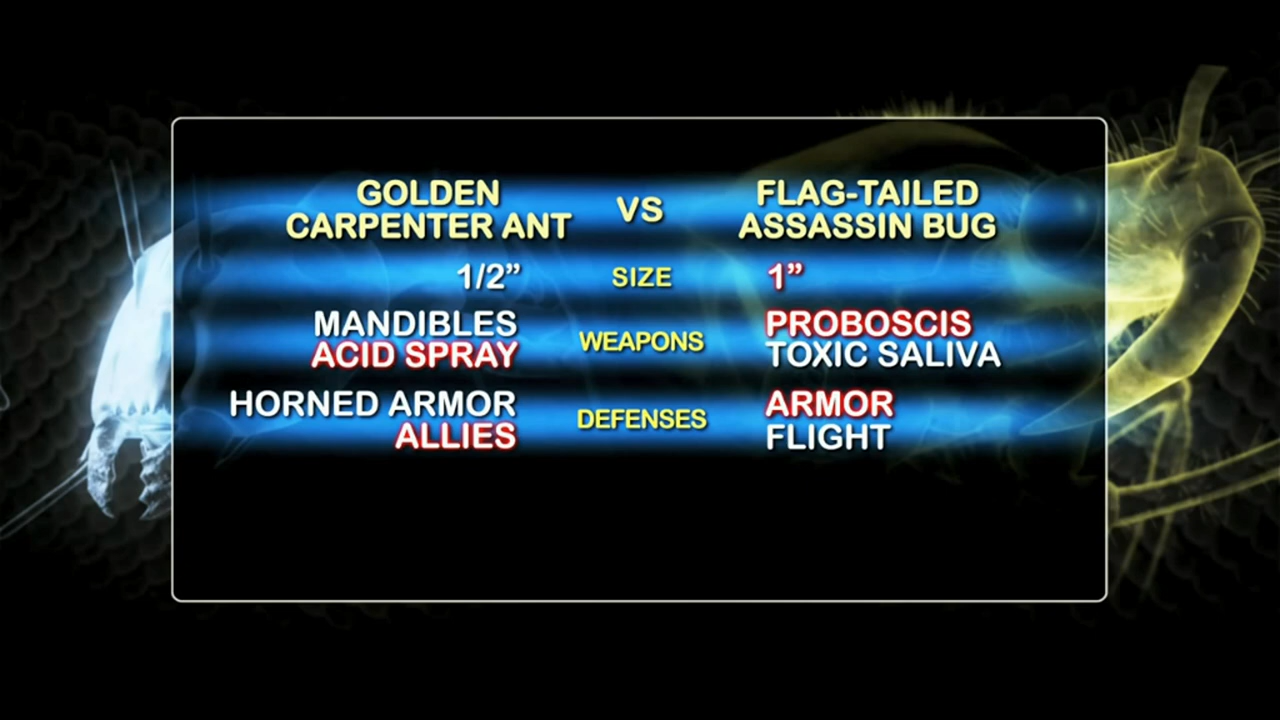 GOLDEN
CARPENTER ANT
VS
FLAG-TAILED
ASSASSIN BUG
1/2”
SIZE
1”
MANDIBLES
ACID SPRAY
WEAPONS
PROBOSCIS
TOXIC SALIVA
HORNED ARMOR
ALLIES
DEFENSES
ARMOR
FLIGHT